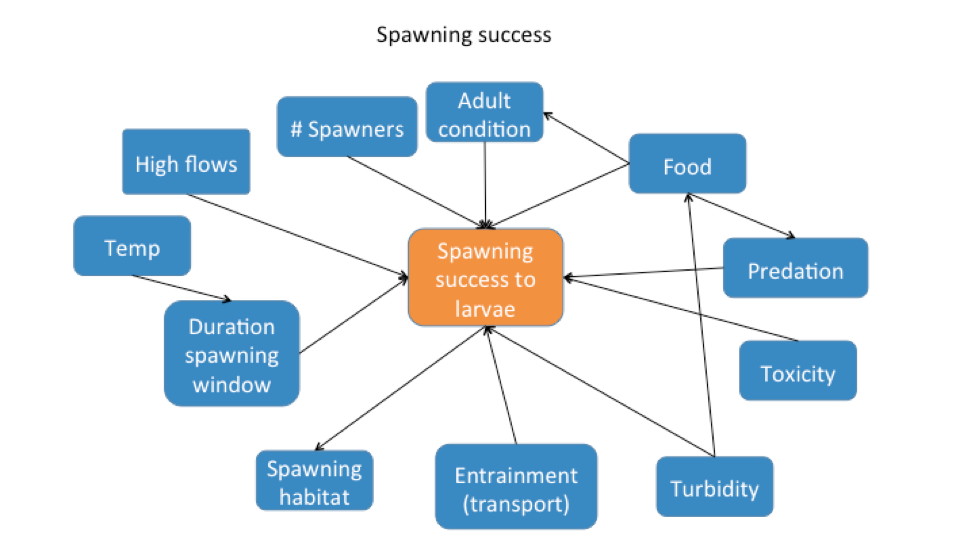 Spawning success
Adult
condition
# Spawners
High flows
Food
Temp
Spawning
success to
larvae
Predation
Duration
spawning
window
Toxicity
Spawning
habitat
Entrainment
(transport)
Turbidity